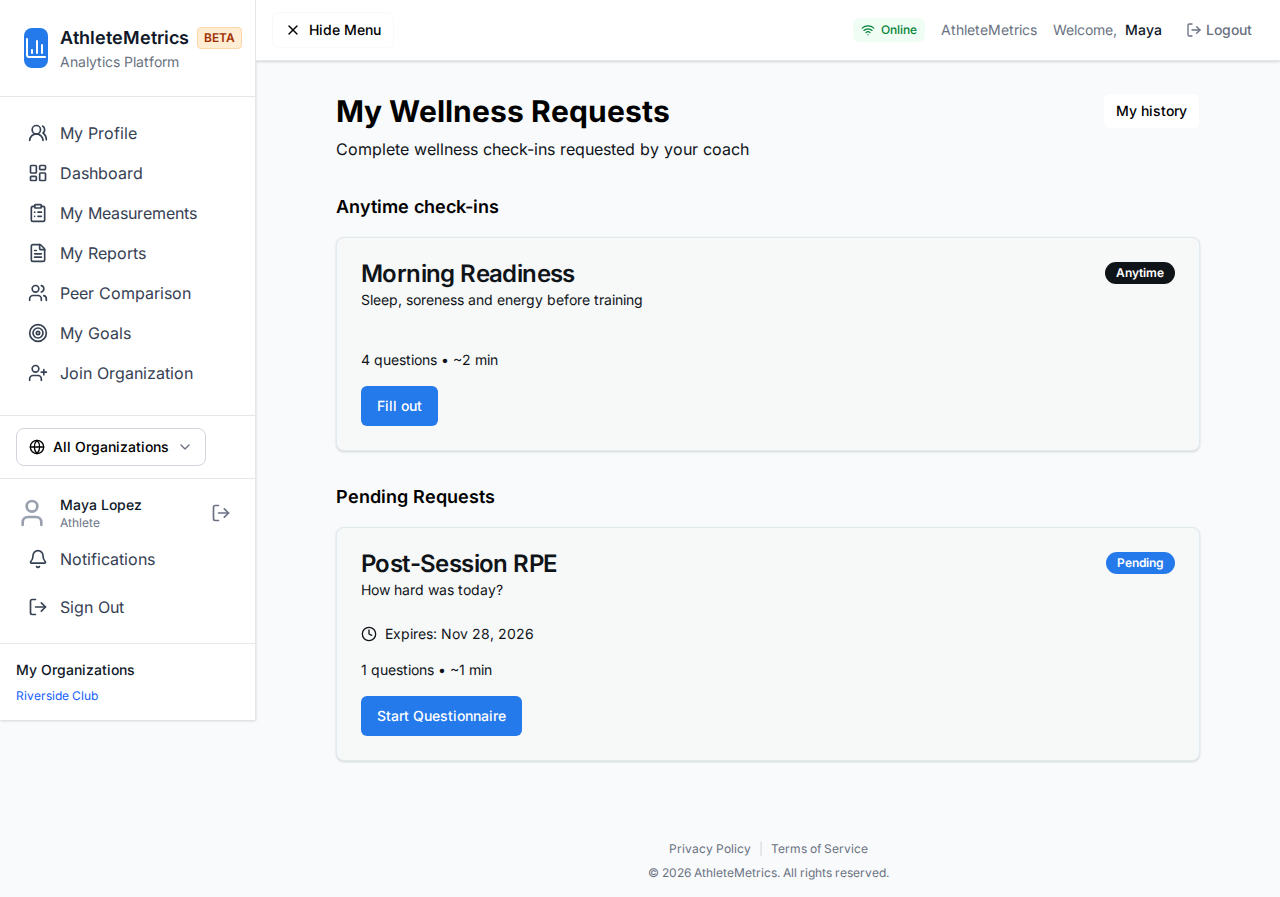 AthleteMetrics BETA
Analytics Platform
My Profile
Dashboard
My Measurements
My Reports
Peer Comparison
My Goals
Join Organization
All Organizations
Maya Lopez
Athlete
Notifications
Sign Out
My Organizations
Riverside Club
Hide Menu
Online AthleteMetrics Welcome, Maya Logout
My Wellness Requests
My history
Complete wellness check-ins requested by your coach
Anytime check-ins
Morning Readiness
Anytime
Sleep, soreness and energy before training
4 questions • ~2 min
Fill out
Pending Requests
Post-Session RPE
Pending
How hard was today?
Expires: Nov 28, 2026
1 questions • ~1 min
Start Questionnaire
Privacy Policy | Terms of Service
© 2026 AthleteMetrics. All rights reserved.